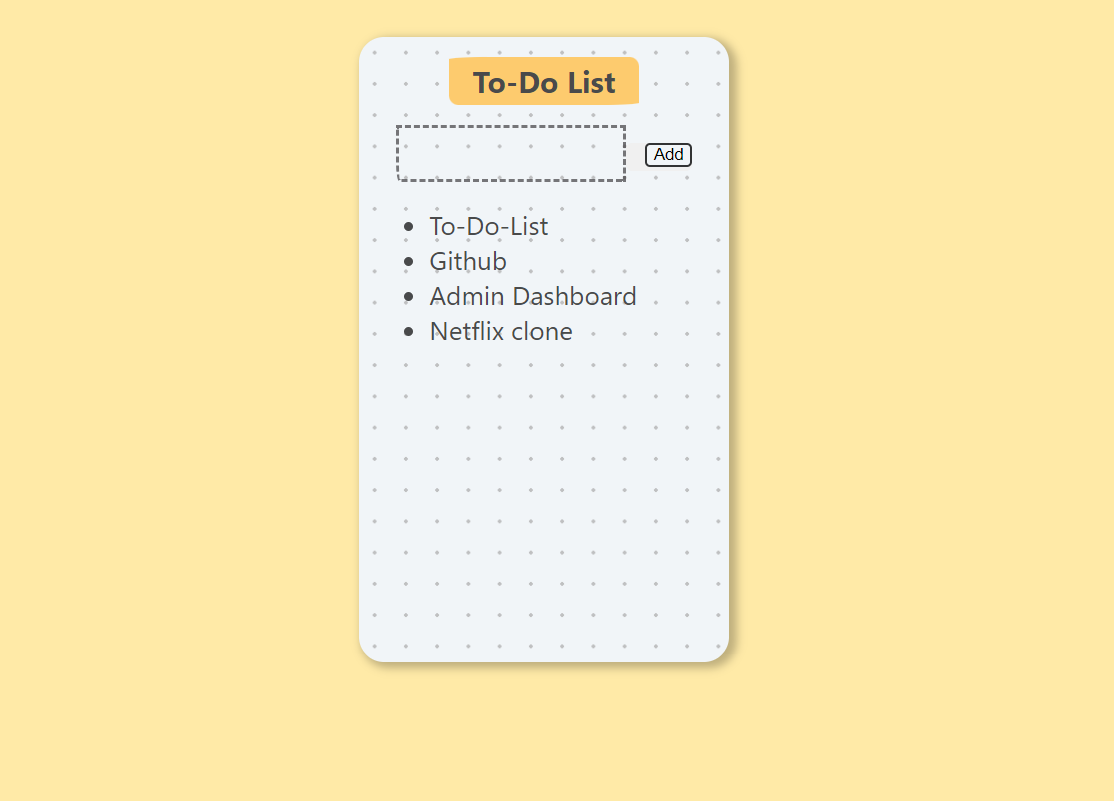 To-Do List
Add
To-Do-List
Github
Admin Dashboard
Netflix clone